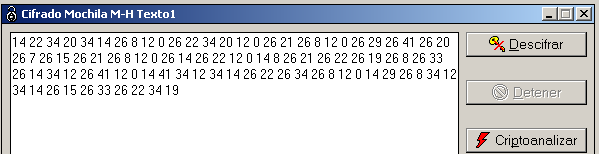 Cifrado Mochila M-H Texto1
14 22 34 20 34 14 26 8 12 0 26 22 34 20 12 0 26 21 26 8 12 0 26 29 26 41 26 20
26 7 26 15 26 21 26 8 12 0 26 14 26 22 12 0 14 8 26 21 26 22 26 19 26 8 26 33
26 14 34 12 26 41 12 0 14 41 34 12 34 14 26 22 26 34 26 8 12 0 14 29 26 8 34 12
34 14 26 15 26 33 26 22 34 19
Descifrar
Detener
Criptoanalizar